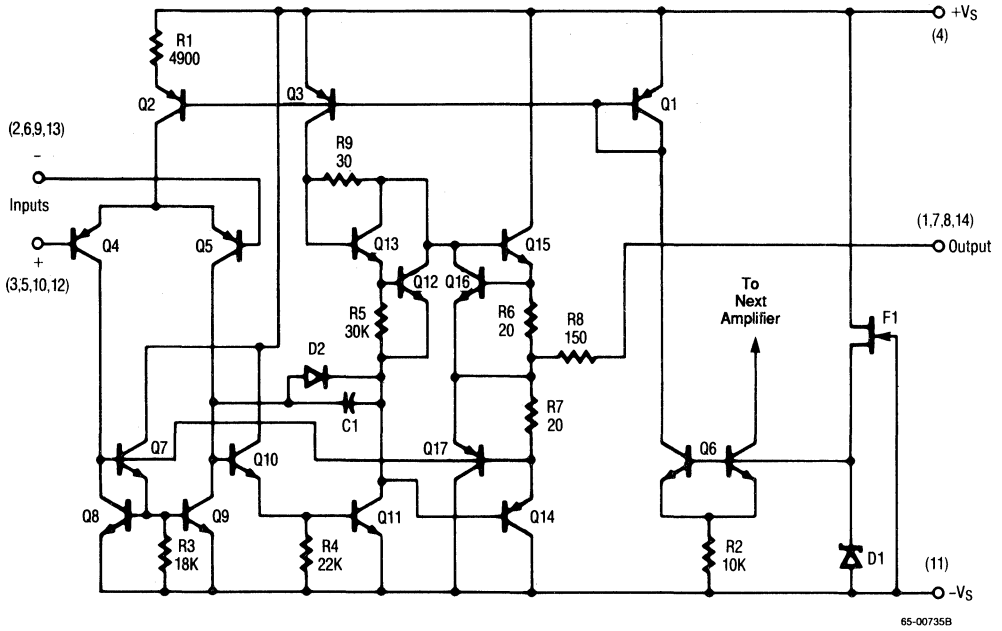 +VS
(4)
R1
4900
Q2
Q3
Q1
(2,6,9,13)
−
R9
30
Inputs
Q4
Q5
Q13
Q15
(1,7,8,14)
Output
+
(3,5,10,12)
Q12
Q16
To
Next
Amplifier
R5
30K
R6
20
R8
150
F1
D2
C1
R7
20
Q7
Q10
Q17
Q6
Q8
Q9
Q11
Q14
R3
18K
R4
22K
R2
10K
D1
(11)
−VS
65-00735B